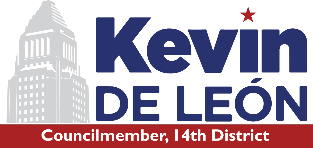 Kevin
DE LEÓN
Councilmember, 14th District